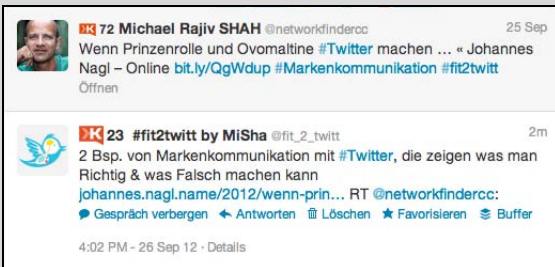 72 Michael Rajiv SHAH @networkfindercc 25 Sep
Wenn Prinzenrolle und Ovomaltine #Twitter machen ... « Johannes
Nagl – Online bit.ly/QgWdup #Markenkommunikation #fit2twitt
Öffnen
23 #fit2twitt by MiSha @fit_2_twitt 2m
2 Bsp. von Markenkommunikation mit #Twitter, die zeigen was man
Richtig & was Falsch machen kann
johannes.nagl.name/2012/wenn-prin... RT @networkfindercc:
Gespräch verbergen Antworten Löschen Favorisieren Buffer
4:02 PM - 26 Sep 12 · Details